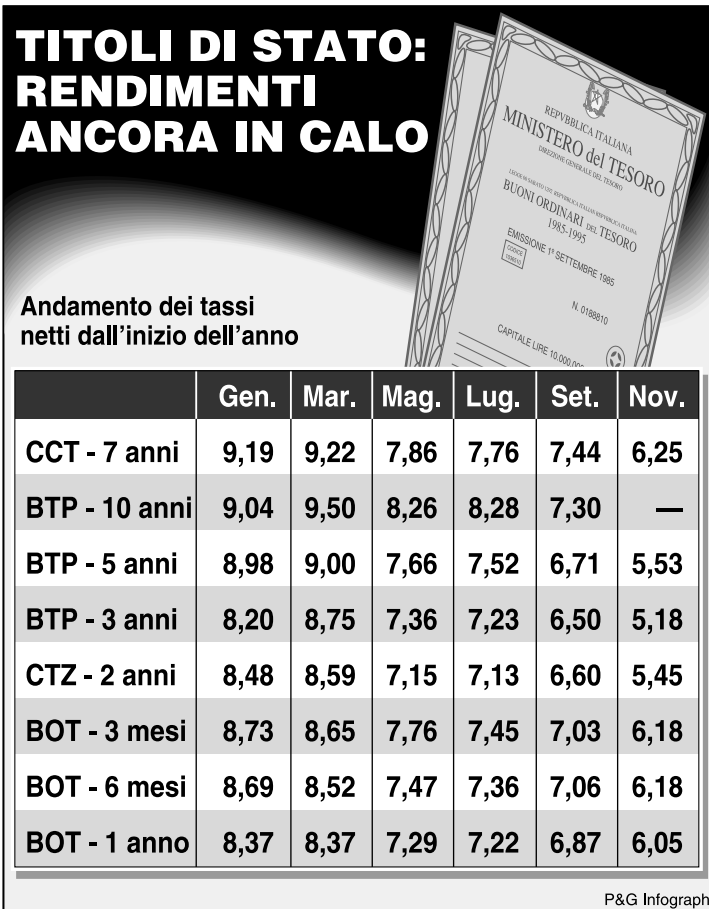 TITOLI DI STATO:
RENDIMENTI
ANCORA IN CALO
REPVBBLICA ITALIANA
MINISTERO del TESORO
DIREZIONE GENERALE DEL TESORO
BUONI ORDINARI DEL TESORO
1985-1995
EMISSIONE 1ª SETTEMBRE 1985
CODICE
N. 0188810
CAPITALE LIRE 10.000.000
Andamento dei tassi
netti dall'inizio dell'anno
Gen. Mar. Mag. Lug. Set. Nov.
CCT - 7 anni 9,19 9,22 7,86 7,76 7,44 6,25
BTP - 10 anni 9,04 9,50 8,26 8,28 7,30 —
BTP - 5 anni 8,98 9,00 7,66 7,52 6,71 5,53
BTP - 3 anni 8,20 8,75 7,36 7,23 6,50 5,18
CTZ - 2 anni 8,48 8,59 7,15 7,13 6,60 5,45
BOT - 3 mesi 8,73 8,65 7,76 7,45 7,03 6,18
BOT - 6 mesi 8,69 8,52 7,47 7,36 7,06 6,18
BOT - 1 anno 8,37 8,37 7,29 7,22 6,87 6,05
P&G Infograph